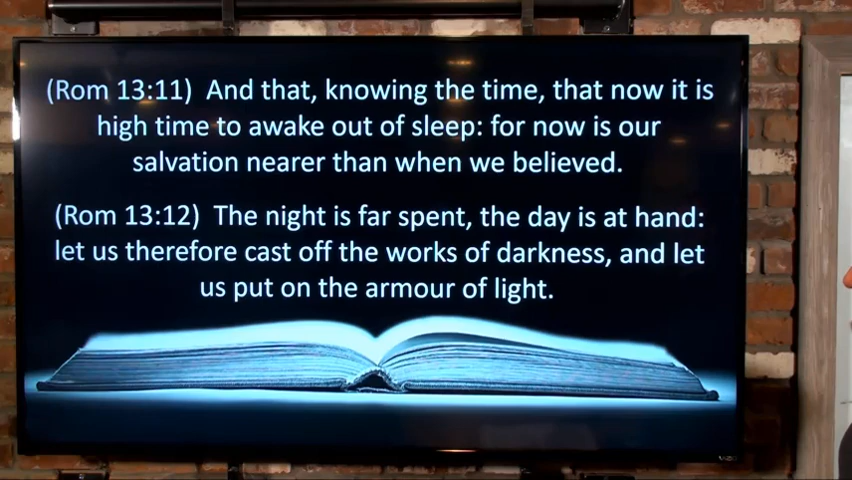 (Rom 13:11) And that, knowing the time, that now it is
high time to awake out of sleep: for now is our
salvation nearer than when we believed.
(Rom 13:12) The night is far spent, the day is at hand:
let us therefore cast off the works of darkness, and let
us put on the armour of light.